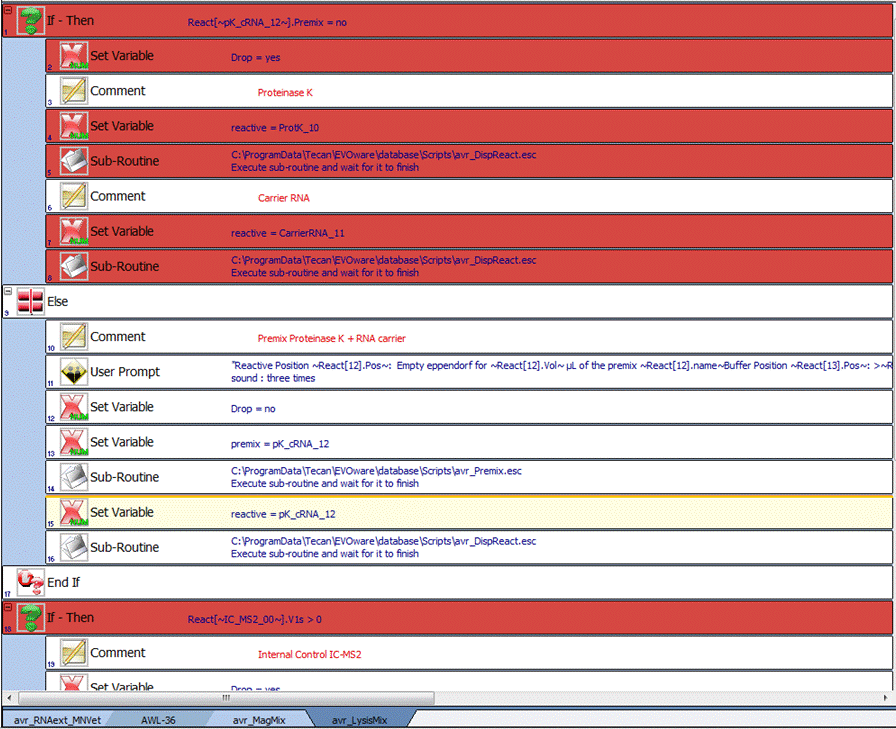 1 If - Then React[~pK_cRNA_12~].Premix = no
2 Set Variable Drop = yes
3 Comment Proteinase K
4 Set Variable reactive = ProtK_10
5 Sub-Routine C:\ProgramData\Tecan\EVOware\database\Scripts\avr_DispReact.esc
Execute sub-routine and wait for it to finish
6 Comment Carrier RNA
7 Set Variable reactive = CarrierRNA_11
8 Sub-Routine C:\ProgramData\Tecan\EVOware\database\Scripts\avr_DispReact.esc
Execute sub-routine and wait for it to finish
9 Else
10 Comment Premix Proteinase K + RNA carrier
11 User Prompt "Reactive Position ~React[12].Pos~: Empty eppendorf for ~React[12].Vol~ µL of the premix ~React[12].name~Buffer Position ~React[13].Pos~: >~R
sound : three times
12 Set Variable Drop = no
13 Set Variable premix = pK_cRNA_12
14 Sub-Routine C:\ProgramData\Tecan\EVOware\database\Scripts\avr_Premix.esc
Execute sub-routine and wait for it to finish
15 Set Variable reactive = pK_cRNA_12
16 Sub-Routine C:\ProgramData\Tecan\EVOware\database\Scripts\avr_DispReact.esc
Execute sub-routine and wait for it to finish
17 End If
18 If - Then React[~IC_MS2_00~].V1s > 0
19 Comment Internal Control IC-MS2
Set Variable Drop = yes
avr_RNAext_MNVet AWL-36 avr_MagMix avr_LysisMix